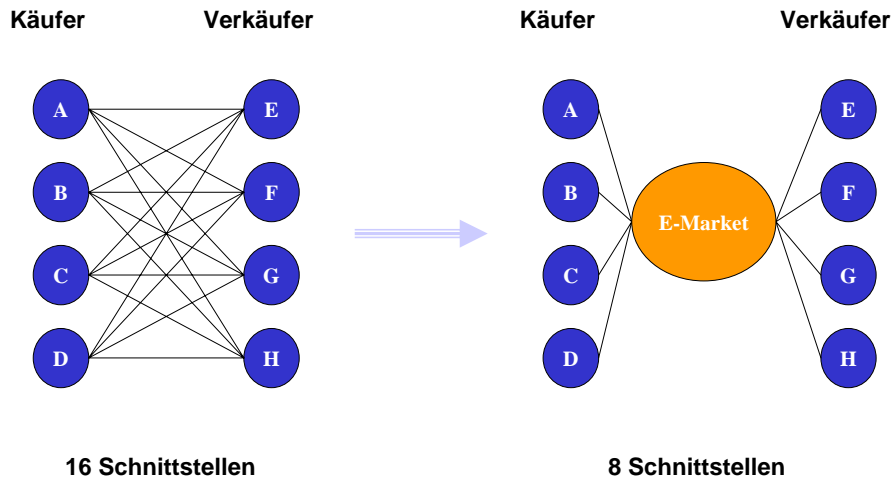 Käufer Verkäufer Käufer Verkäufer
A E A E
B F B F
E-Market
C G C G
D H D H
16 Schnittstellen 8 Schnittstellen